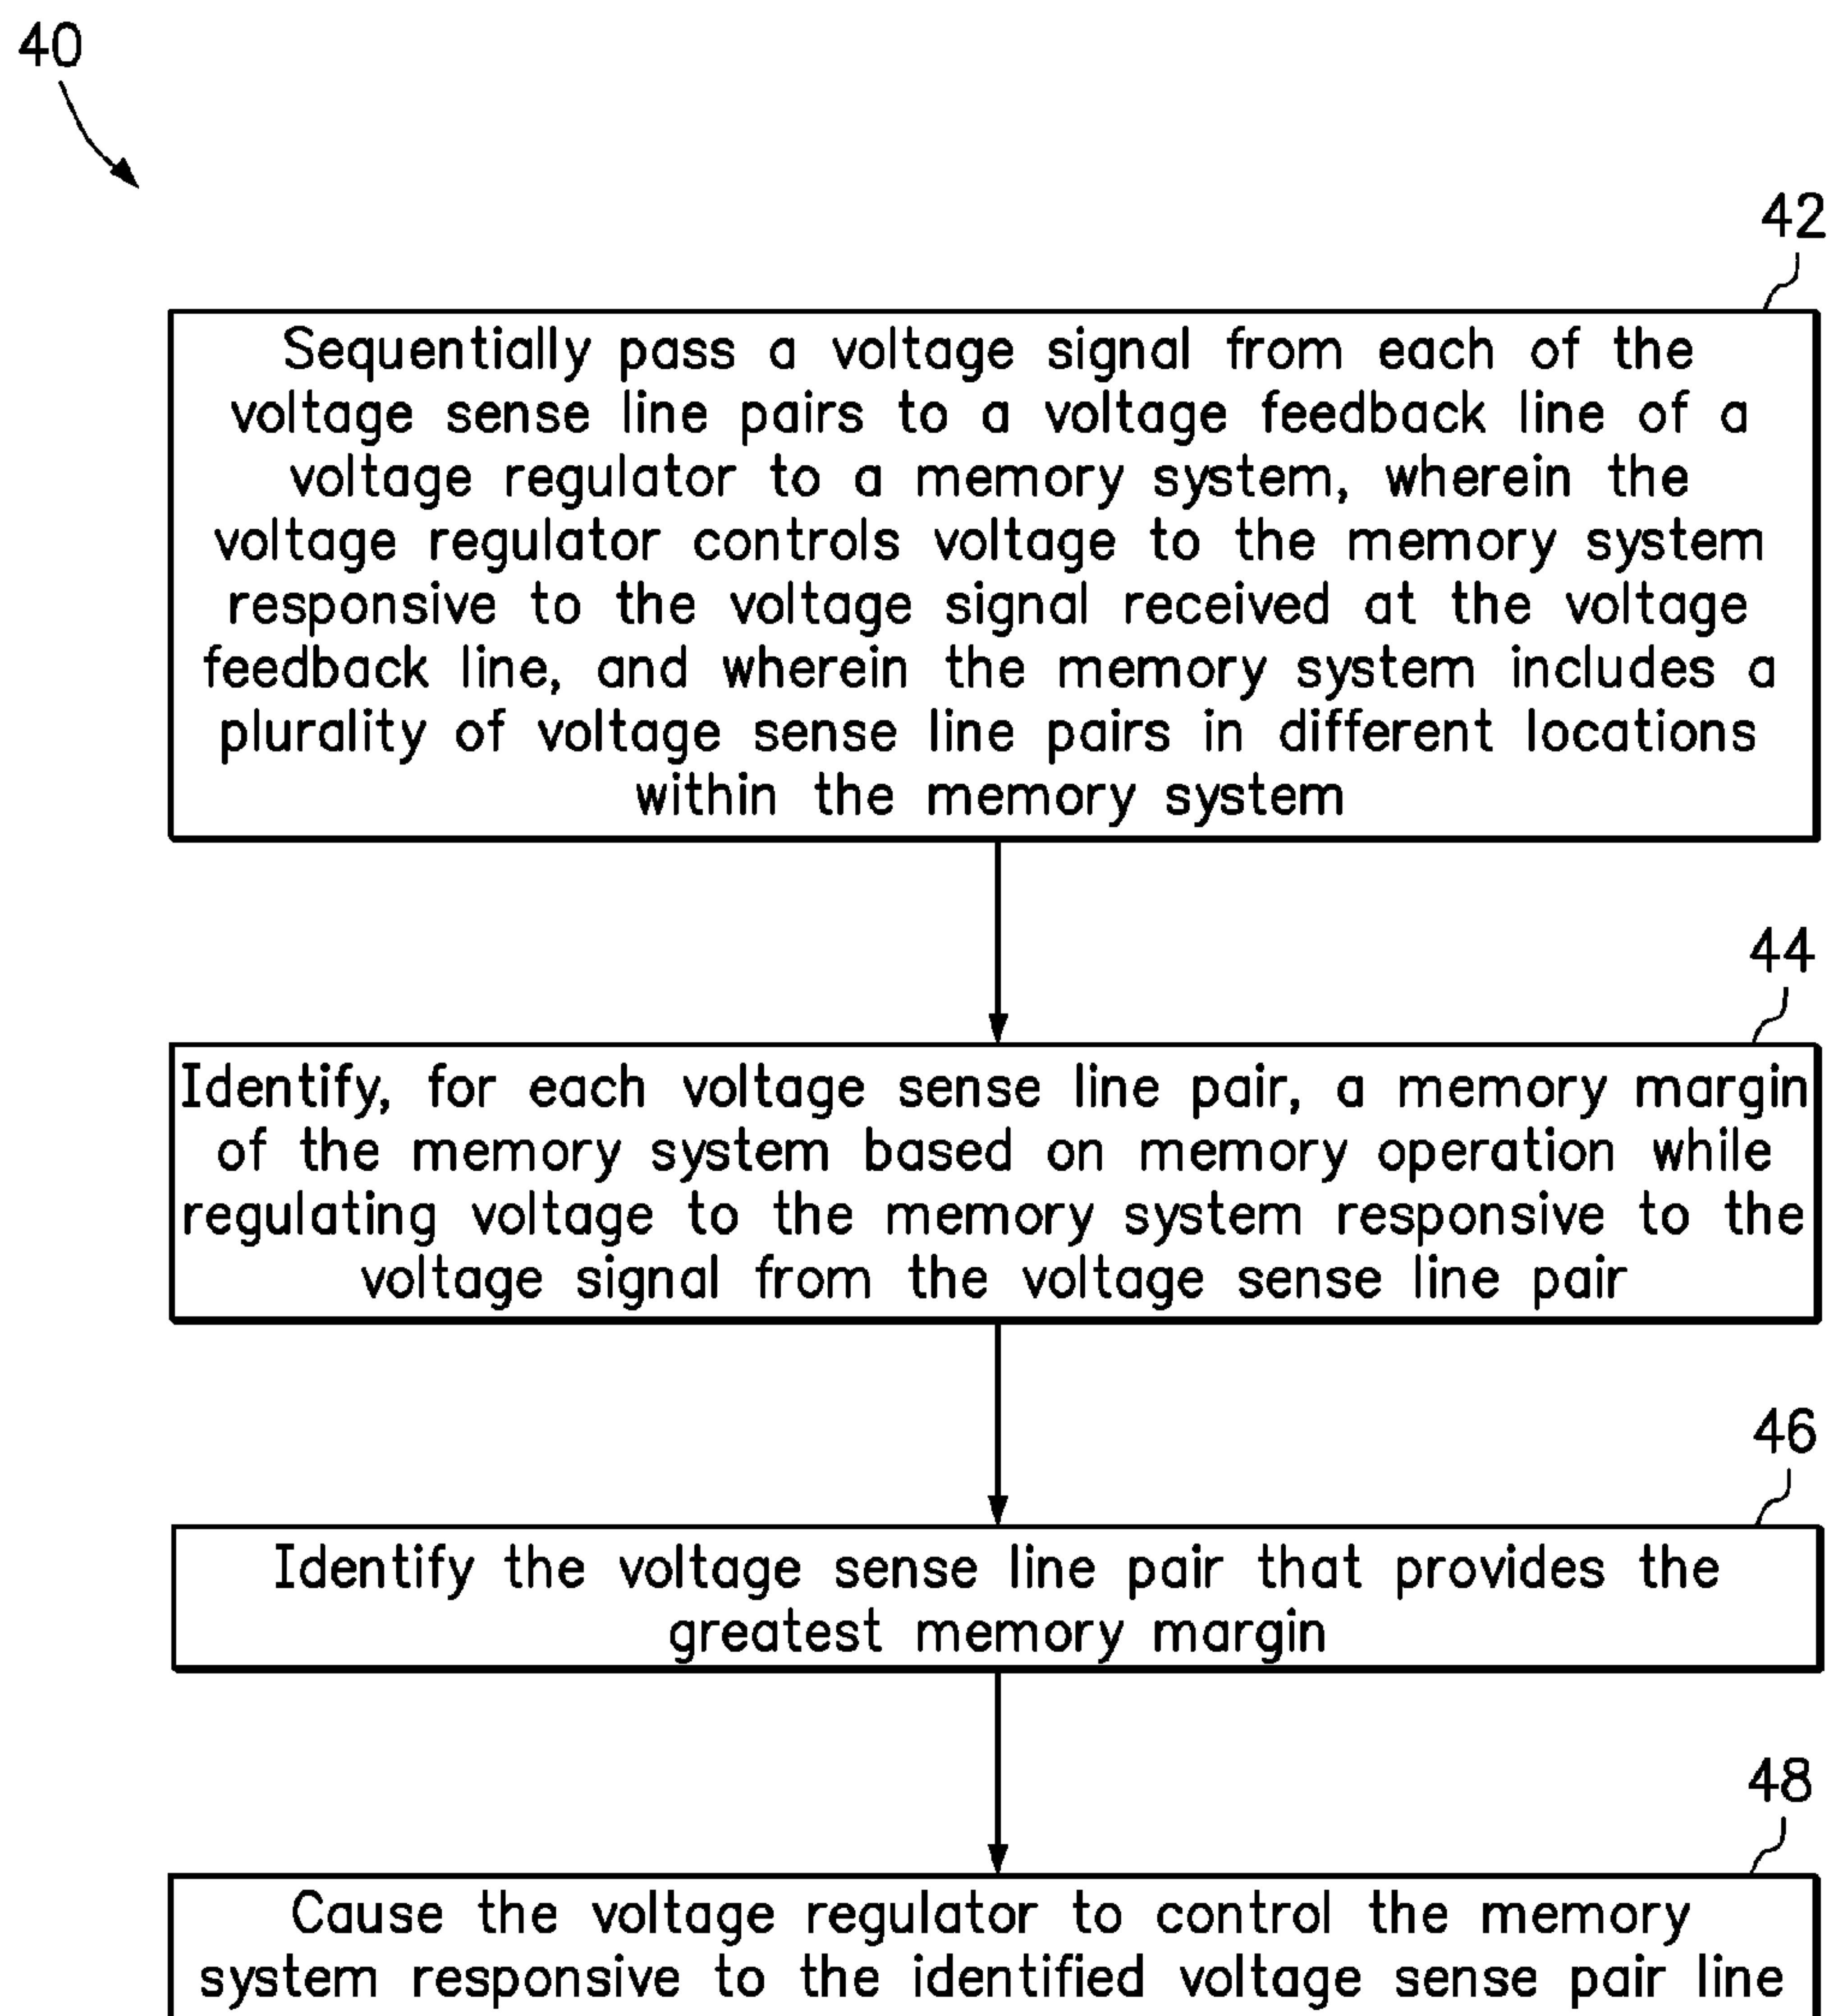 40
42
Sequentially pass a voltage signal from each of the
voltage sense line pairs to a voltage feedback line of a
voltage regulator to a memory system, wherein the
voltage regulator controls voltage to the memory system
responsive to the voltage signal received at the voltage
feedback line, and wherein the memory system includes a
plurality of voltage sense line pairs in different locations
within the memory system
44
Identify, for each voltage sense line pair, a memory margin
of the memory system based on memory operation while
regulating voltage to the memory system responsive to the
voltage signal from the voltage sense line pair
46
Identify the voltage sense line pair that provides the
greatest memory margin
48
Cause the voltage regulator to control the memory
system responsive to the identified voltage sense pair line